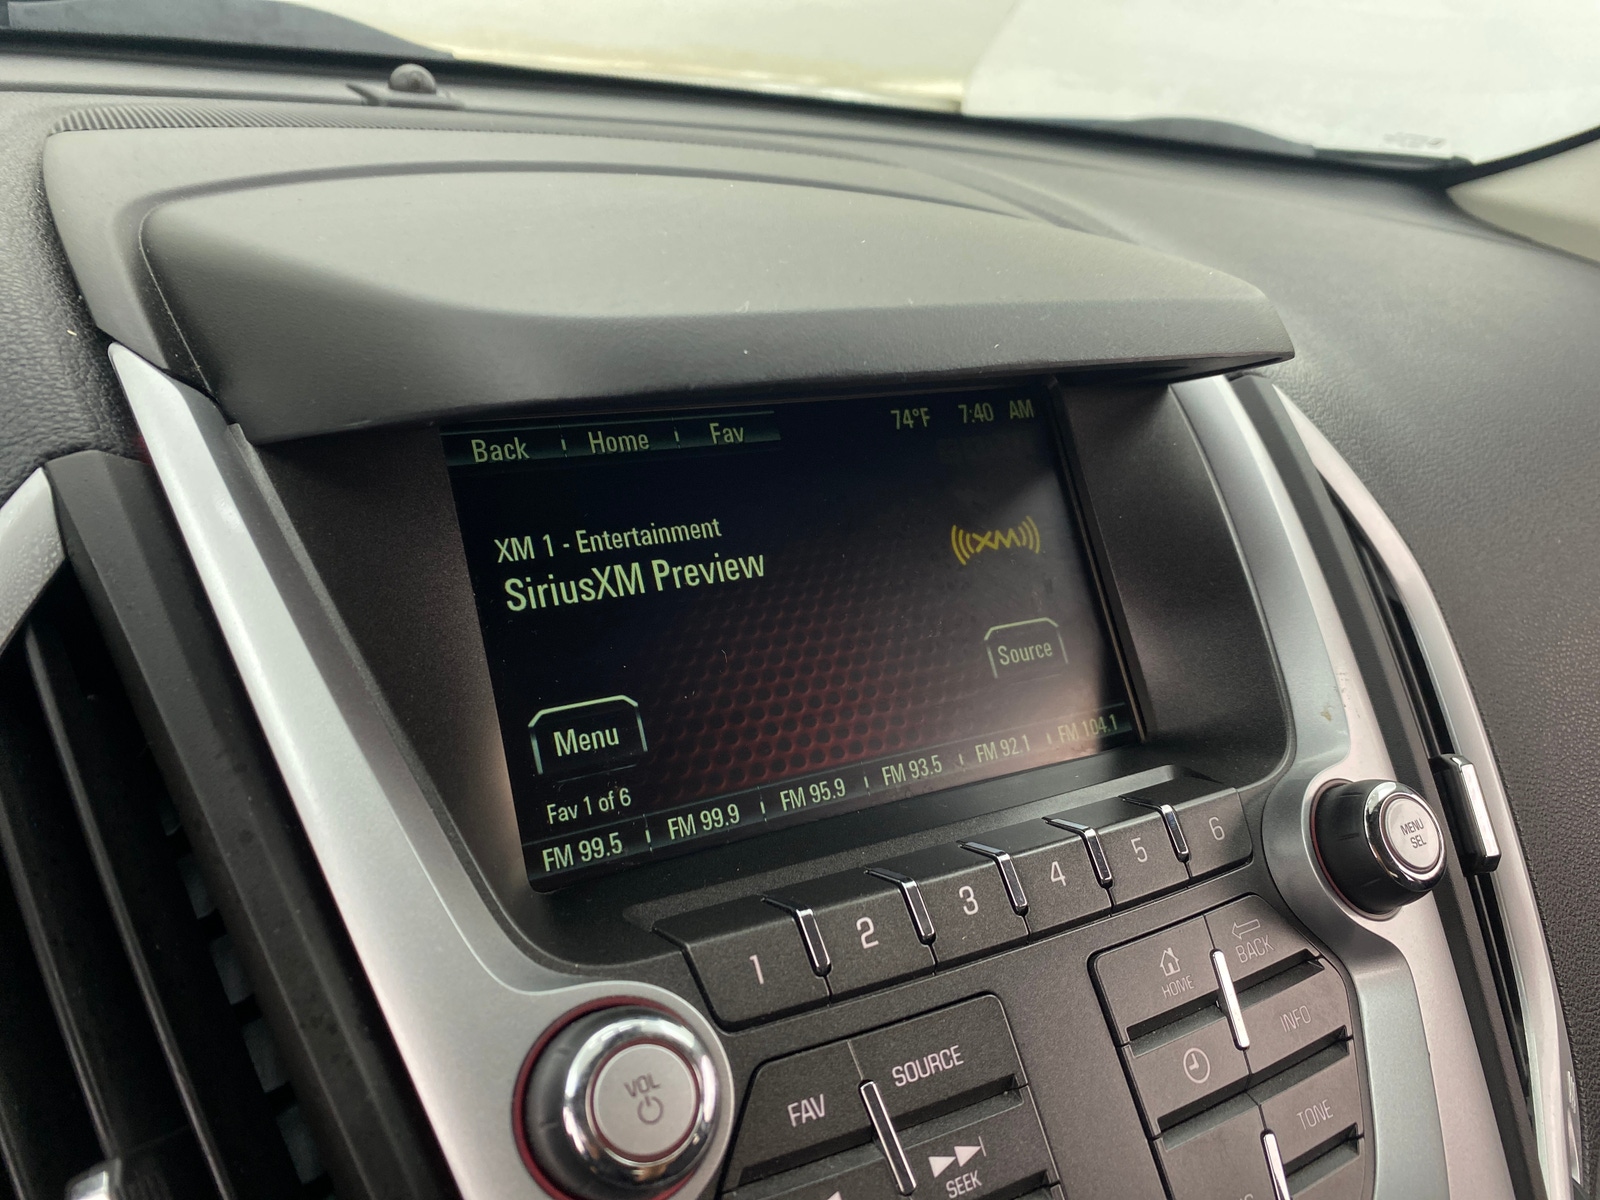 Back Home Fav 74°F 7:40 AM
XM 1 - Entertainment
SiriusXM Preview
XM
Source
Menu
Fav 1 of 6
FM 99.5 FM 99.9 FM 95.9 FM 93.5 FM 92.1 FM 104.1
1 2 3 4 5 6
MENU
SEL
HOME
BACK
INFO
VOL
FAV
SOURCE
SEEK
TONE